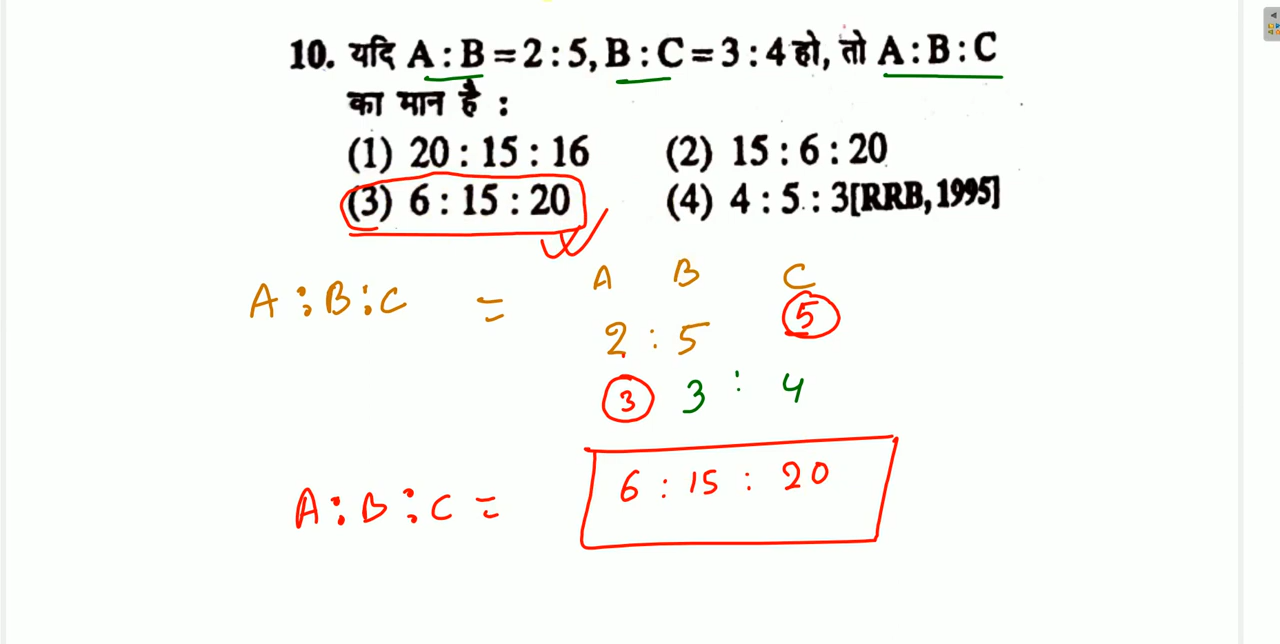 10. यदि A : B = 2 : 5, B : C = 3 : 4 हो, तो A : B : C
का मान है :
(1) 20 : 15 : 16 (2) 15 : 6 : 20
(3) 6 : 15 : 20 (4) 4 : 5 : 3 [RRB, 1995]
A B C
A : B : C = 5
2 : 5
3 3 : 4
6 : 15 : 20
A : B : C =